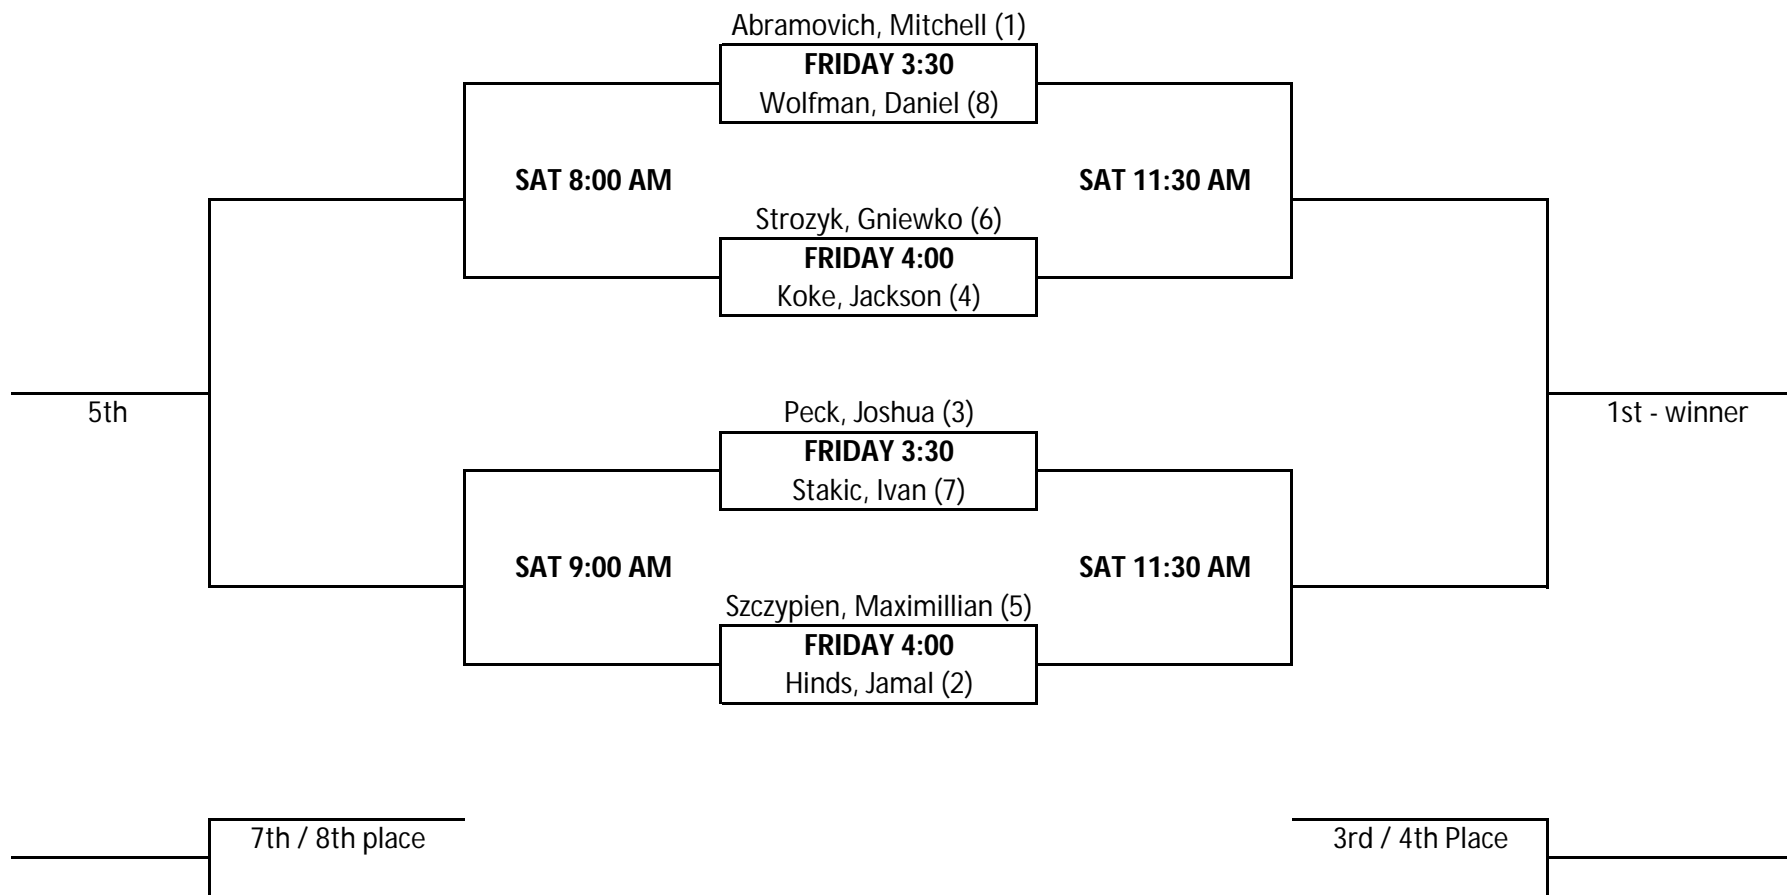 Abramovich, Mitchell (1)
FRIDAY 3:30
Wolfman, Daniel (8)
SAT 8:00 AM
SAT 11:30 AM
Strozyk, Gniewko (6)
FRIDAY 4:00
Koke, Jackson (4)
5th
Peck, Joshua (3)
1st - winner
FRIDAY 3:30
Stakic, Ivan (7)
SAT 9:00 AM
SAT 11:30 AM
Szczypien, Maximillian (5)
FRIDAY 4:00
Hinds, Jamal (2)
7th / 8th place
3rd / 4th Place